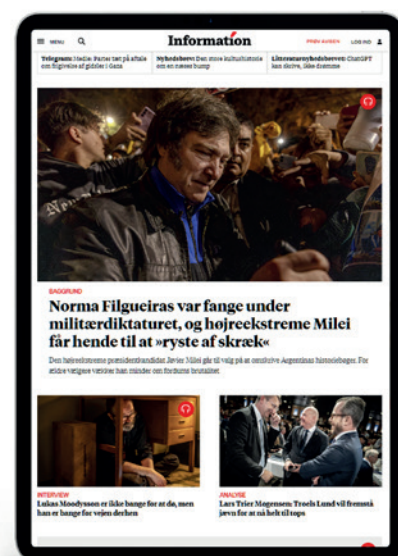 MENU
Information
PRØV AVISEN
LOG IND
Telegram: Medie: Parter tæt på aftale
om frigivelse af gidsler i Gaza
Nyhedsbrev: Den store kulturhistorie
om en næses bump
Litteraturnyhedsbrevet: ChatGPT
kan skrive, ikke drømme
BAGGRUND
Norma Filgueiras var fange under
militærdiktaturet, og højreekstreme Milei
får hende til at »ryste af skræk«
Den højreekstreme præsidentkandidat Javier Milei går til valg på at omskrive Argentinas historiebøger. For
ældre vælgere vækker han minder om fordums brutalitet
INTERVIEW
Lukas Moodysson er ikke bange for at dø, men
han er bange for vejen derhen
ANALYSE
Lars Trier Mogensen: Troels Lund vil fremstå
jævn for at nå helt til tops